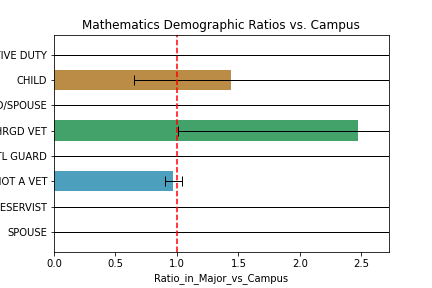 Mathematics Demographic Ratios vs. Campus
IVE DUTY
CHILD
D/SPOUSE
HRGD VET
TL GUARD
NOT A VET
ESERVIST
SPOUSE
0.0 0.5 1.0 1.5 2.0 2.5
Ratio_in_Major_vs_Campus